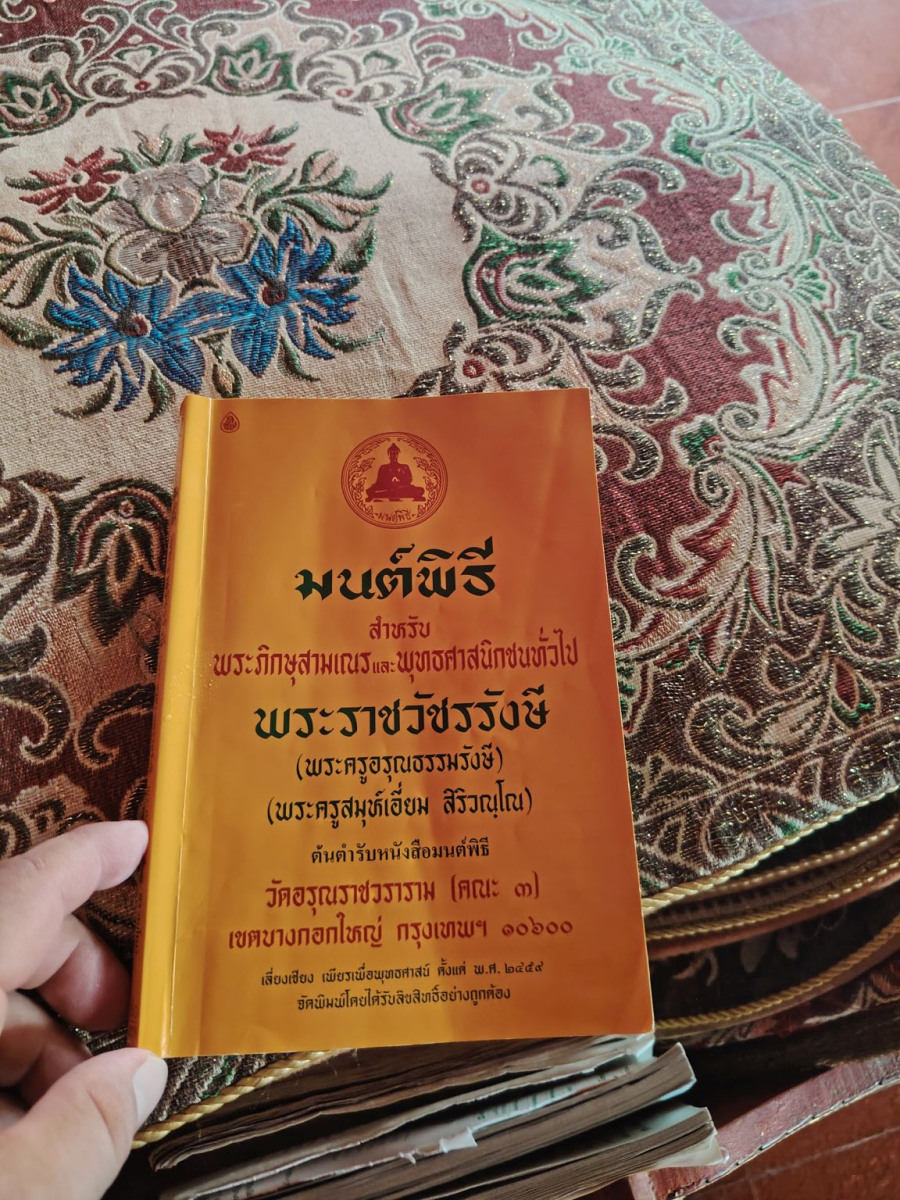 มนต์พิธี
มนต์พิธี
สำหรับ
พระภิกษุสามเณรและพุทธศาสนิกชนทั่วไป
พระราชวัชรรังษี
(พระครูอรุณธรรมรังษี)
(พระครูสมุห์เอี่ยม สิริวณฺโณ)
ต้นตำรับหนังสือมนต์พิธี
วัดอรุณราชวราราม (คณะ ๓)
เขตบางกอกใหญ่ กรุงเทพฯ ๑๐๖๐๐
เลี่ยงเซียง เพียรเพื่อพุทธศาสน์ ตั้งแต่ พ.ศ. ๒๔๕๙
จัดพิมพ์โดยได้รับลิขสิทธิ์อย่างถูกต้อง